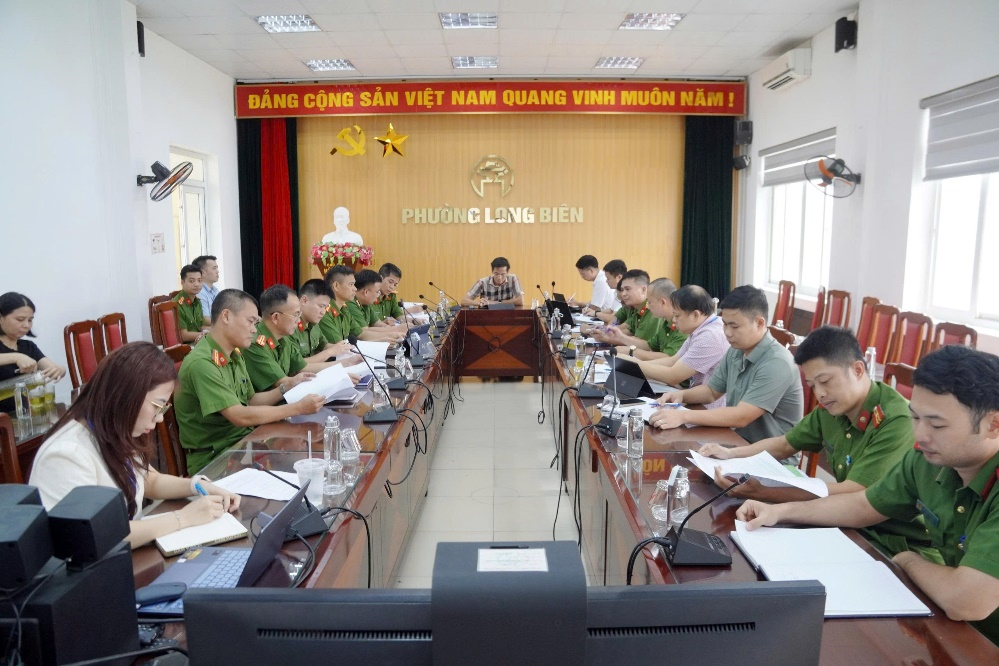 ĐẢNG CỘNG SẢN VIỆT NAM QUANG VINH MUÔN NĂM !
PHƯỜNG LONG BIÊN